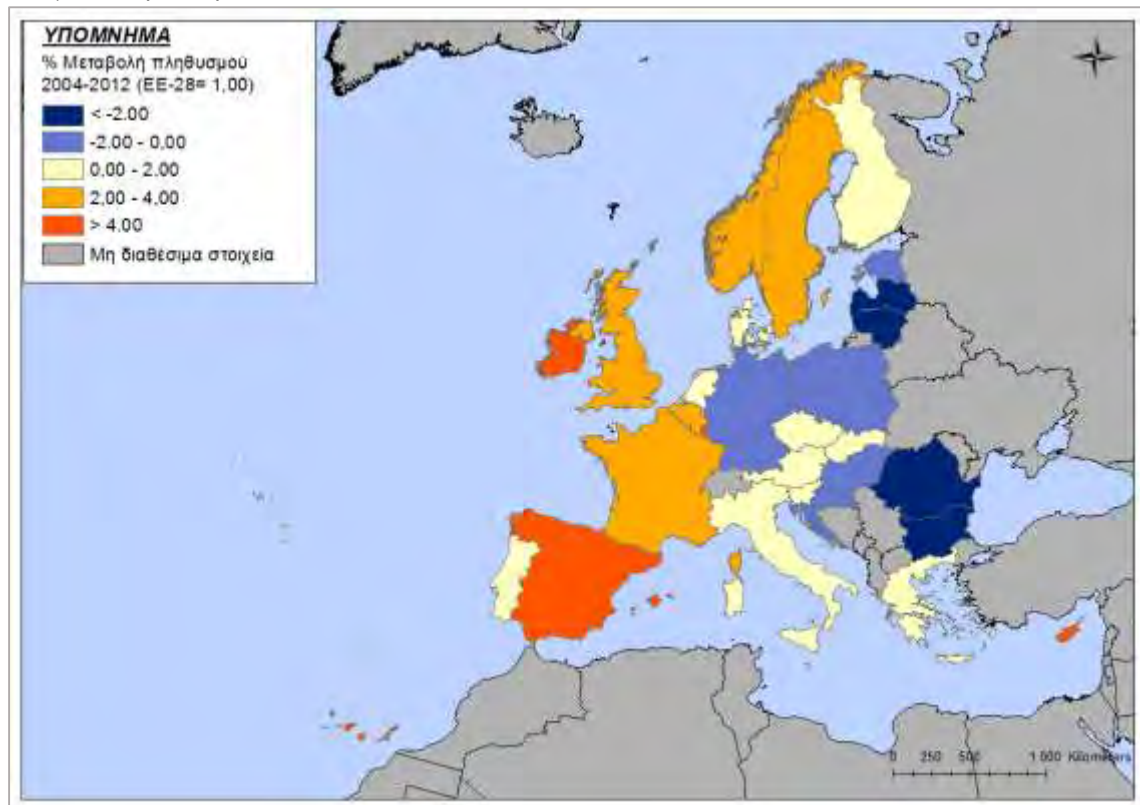 ΥΠΟΜΝΗΜΑ
% Μεταβολή πληθυσμού
2004-2012 (ΕΕ-28= 1,00)
< -2.00
-2.00 - 0.00
0.00 - 2.00
2.00 - 4.00
> 4.00
Μη διαθέσιμα στοιχεία
0 250 500 1 000 Kilometers